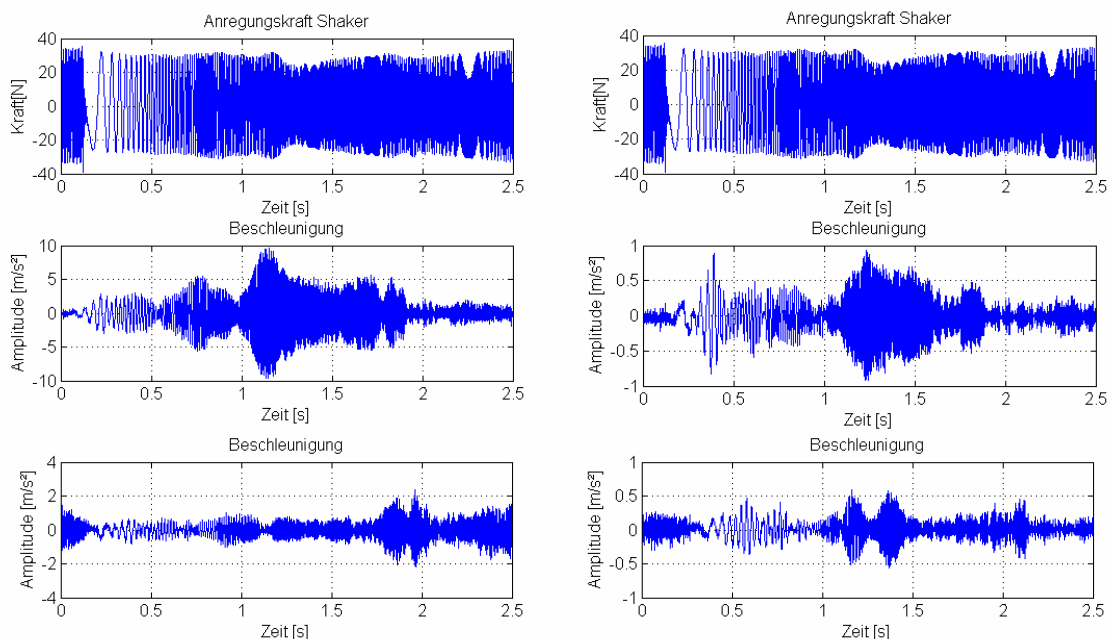 Anregungskraft Shaker
Kraft[N]
40
20
0
-20
-40
0 0.5 1 1.5 2 2.5
Zeit [s]
Anregungskraft Shaker
Kraft[N]
40
20
0
-20
-40
0 0.5 1 1.5 2 2.5
Zeit [s]
Beschleunigung
Amplitude [m/s²]
10
5
0
-5
-10
0 0.5 1 1.5 2 2.5
Zeit [s]
Beschleunigung
Amplitude [m/s²]
1
0.5
0
-0.5
-1
0 0.5 1 1.5 2 2.5
Zeit [s]
Beschleunigung
Amplitude [m/s²]
4
2
0
-2
-4
0 0.5 1 1.5 2 2.5
Zeit [s]
Beschleunigung
Amplitude [m/s²]
1
0.5
0
-0.5
-1
0 0.5 1 1.5 2 2.5
Zeit [s]